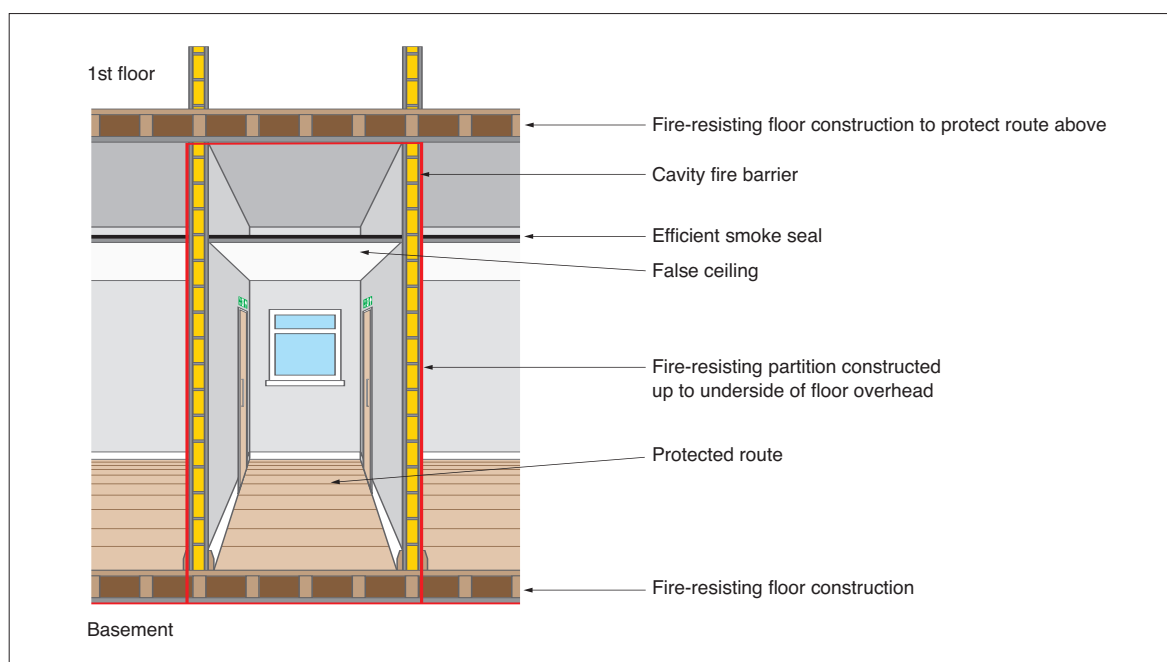 1st floor
Fire-resisting floor construction to protect route above
Cavity fire barrier
Efficient smoke seal
False ceiling
Fire-resisting partition constructed
up to underside of floor overhead
Protected route
Fire-resisting floor construction
Basement